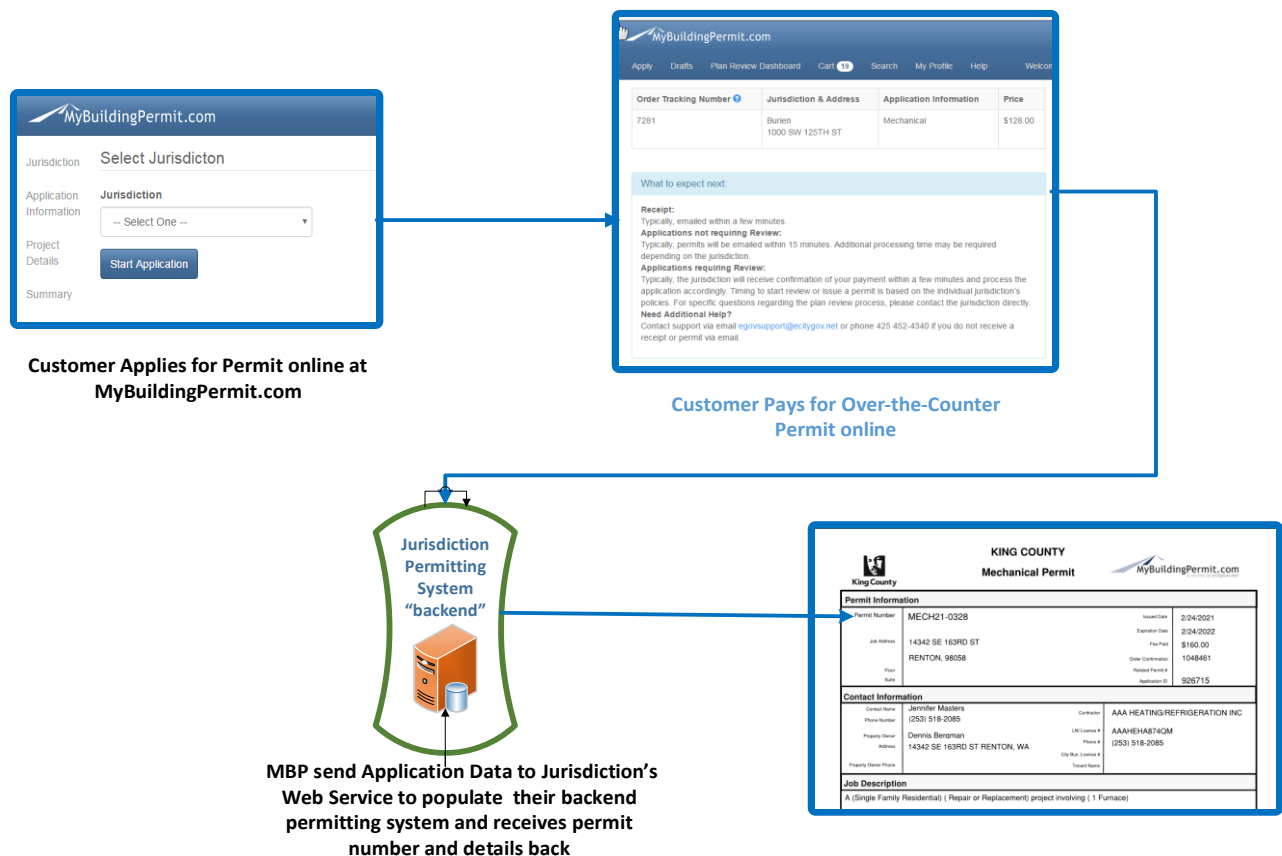 MyBuildingPermit.com
Jurisdiction
Application
Information
Project
Details
Summary
Select Jurisdicton
Jurisdiction
-- Select One --
Start Application
Customer Applies for Permit online at
MyBuildingPermit.com
MyBuildingPermit.com
Apply Drafts Plan Review Dashboard Cart 19 Search My Profile Help Welcon
Order Tracking Number ? Jurisdiction & Address Application Information Price
7281 Burien Mechanical $128.00
1000 SW 125TH ST
What to expect next:
Receipt:
Typically, emailed within a few minutes.
Applications not requiring Review:
Typically, permits will be emailed within 15 minutes. Additional processing time may be required
depending on the jurisdiction.
Applications requiring Review:
Typically, the jurisdiction will receive confirmation of your payment within a few minutes and process the
application accordingly. Timing to start review or issue a permit is based on the individual jurisdiction's
policies. For specific questions regarding the plan review process, please contact the jurisdiction directly.
Need Additional Help?
Contact support via email egovsupport@ecitygov.net or phone 425 452-4340 if you do not receive a
receipt or permit via email.
Customer Pays for Over-the-Counter
Permit online
Jurisdiction
Permitting
System
“backend”
MBP send Application Data to Jurisdiction’s
Web Service to populate their backend
permitting system and receives permit
number and details back
King County
KING COUNTY
Mechanical Permit
MyBuildingPermit.com
Permit Information
Permit Number MECH21-0328 Issued Date 2/24/2021
Expiration Date 2/24/2022
Job Address 14342 SE 163RD ST Fee Paid $160.00
RENTON, 98058 Order Confirmation 1048461
Floor Related Permit #
Suite Application ID 926715
Contact Information
Contact Name Jennifer Masters Contractor AAA HEATING/REFRIGERATION INC
Phone Number (253) 518-2085
LNI License # AAAHEHA874QM
Property Owner Dennis Bergman Phone # (253) 518-2085
Address 14342 SE 163RD ST RENTON, WA
City Bus. License #
Property Owner Phone Tenant Name
Job Description
A (Single Family Residential) ( Repair or Replacement) project involving ( 1 Furnace)